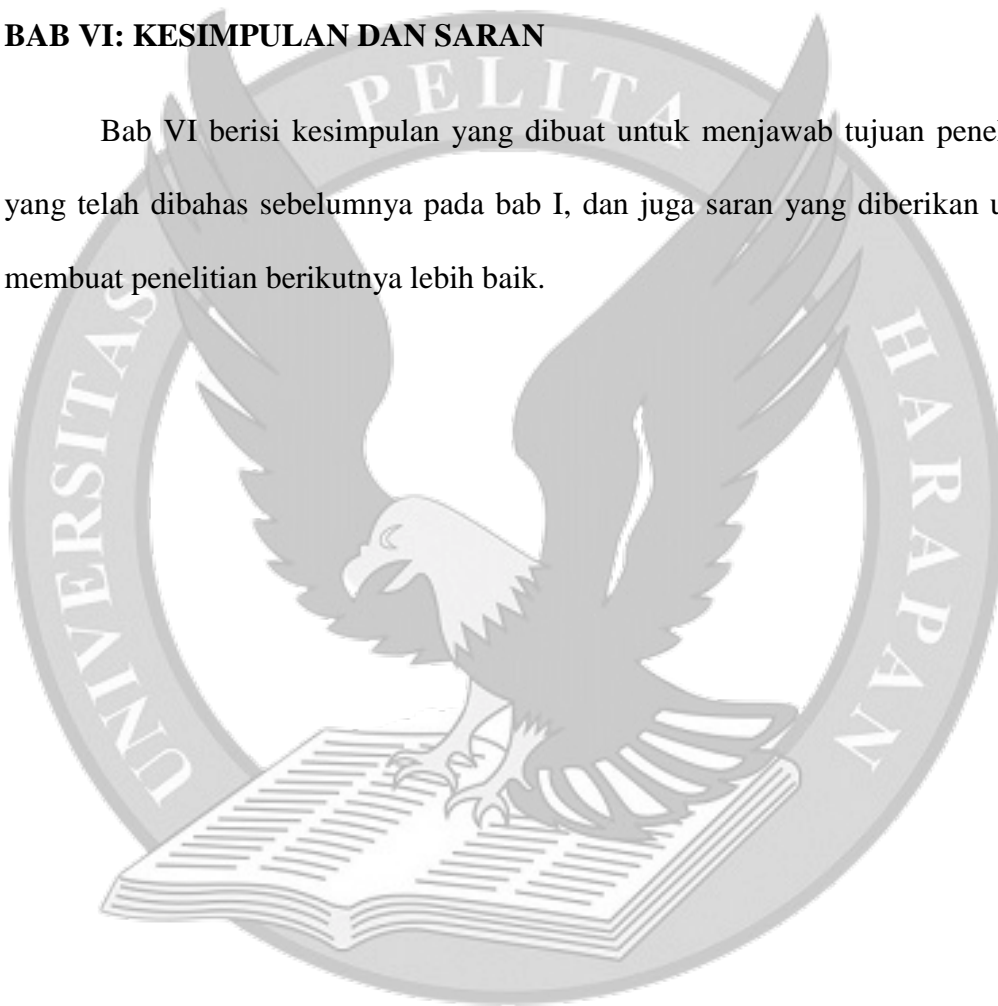 BAB VI: KESIMPULAN DAN SARAN
Bab VI berisi kesimpulan yang dibuat untuk menjawab tujuan
yang telah dibahas sebelumnya pada bab I, dan juga saran yang diberikan
membuat penelitian berikutnya lebih baik.
UNIVERSITAS PELITA HARAPAN